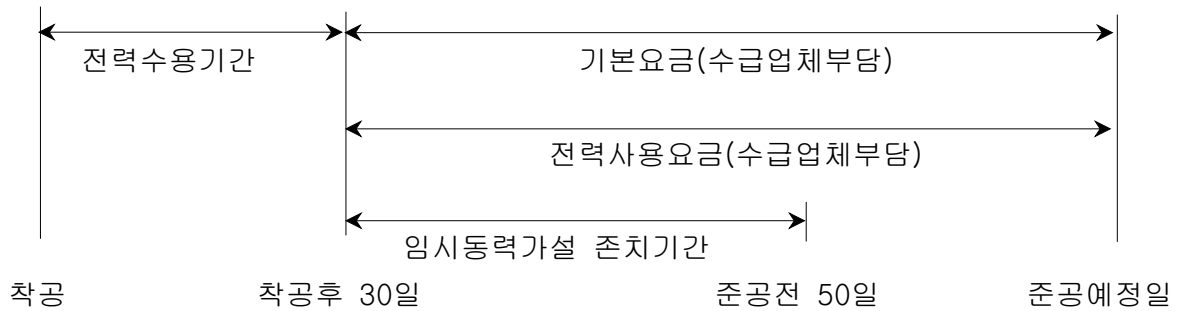 전력수용기간
기본요금(수급업체부담)
전력사용요금(수급업체부담)
임시동력가설 존치기간
착공
착공후 30일
준공전 50일
준공예정일